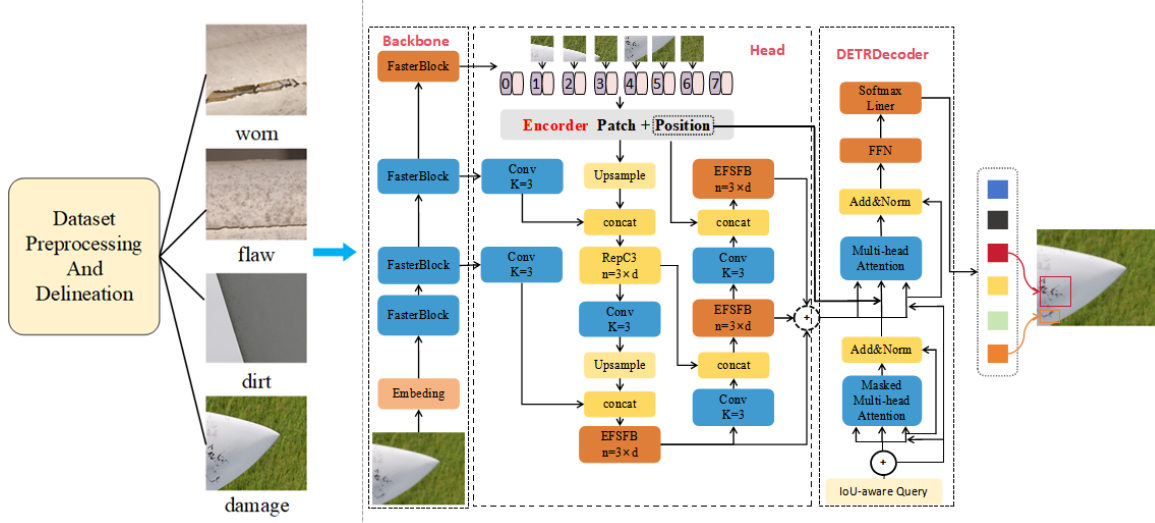 Dataset
Preprocessing
And
Delineation
worn
flaw
dirt
damage
Backbone
FasterBlock
FasterBlock
FasterBlock
FasterBlock
Embeding
Head
0 1 2 3 4 5 6 7
Encorder Patch + Position
Conv
K=3
Conv
K=3
Upsample
concat
RepC3
n=3×d
Conv
K=3
Upsample
concat
EFSFB
n=3×d
EFSFB
n=3×d
concat
Conv
K=3
EFSFB
n=3×d
concat
Conv
K=3
+
DETRDecoder
Softmax
Liner
FFN
Add&Norm
Multi-head
Attention
Add&Norm
Masked
Multi-head
Attention
+
IoU-aware Query